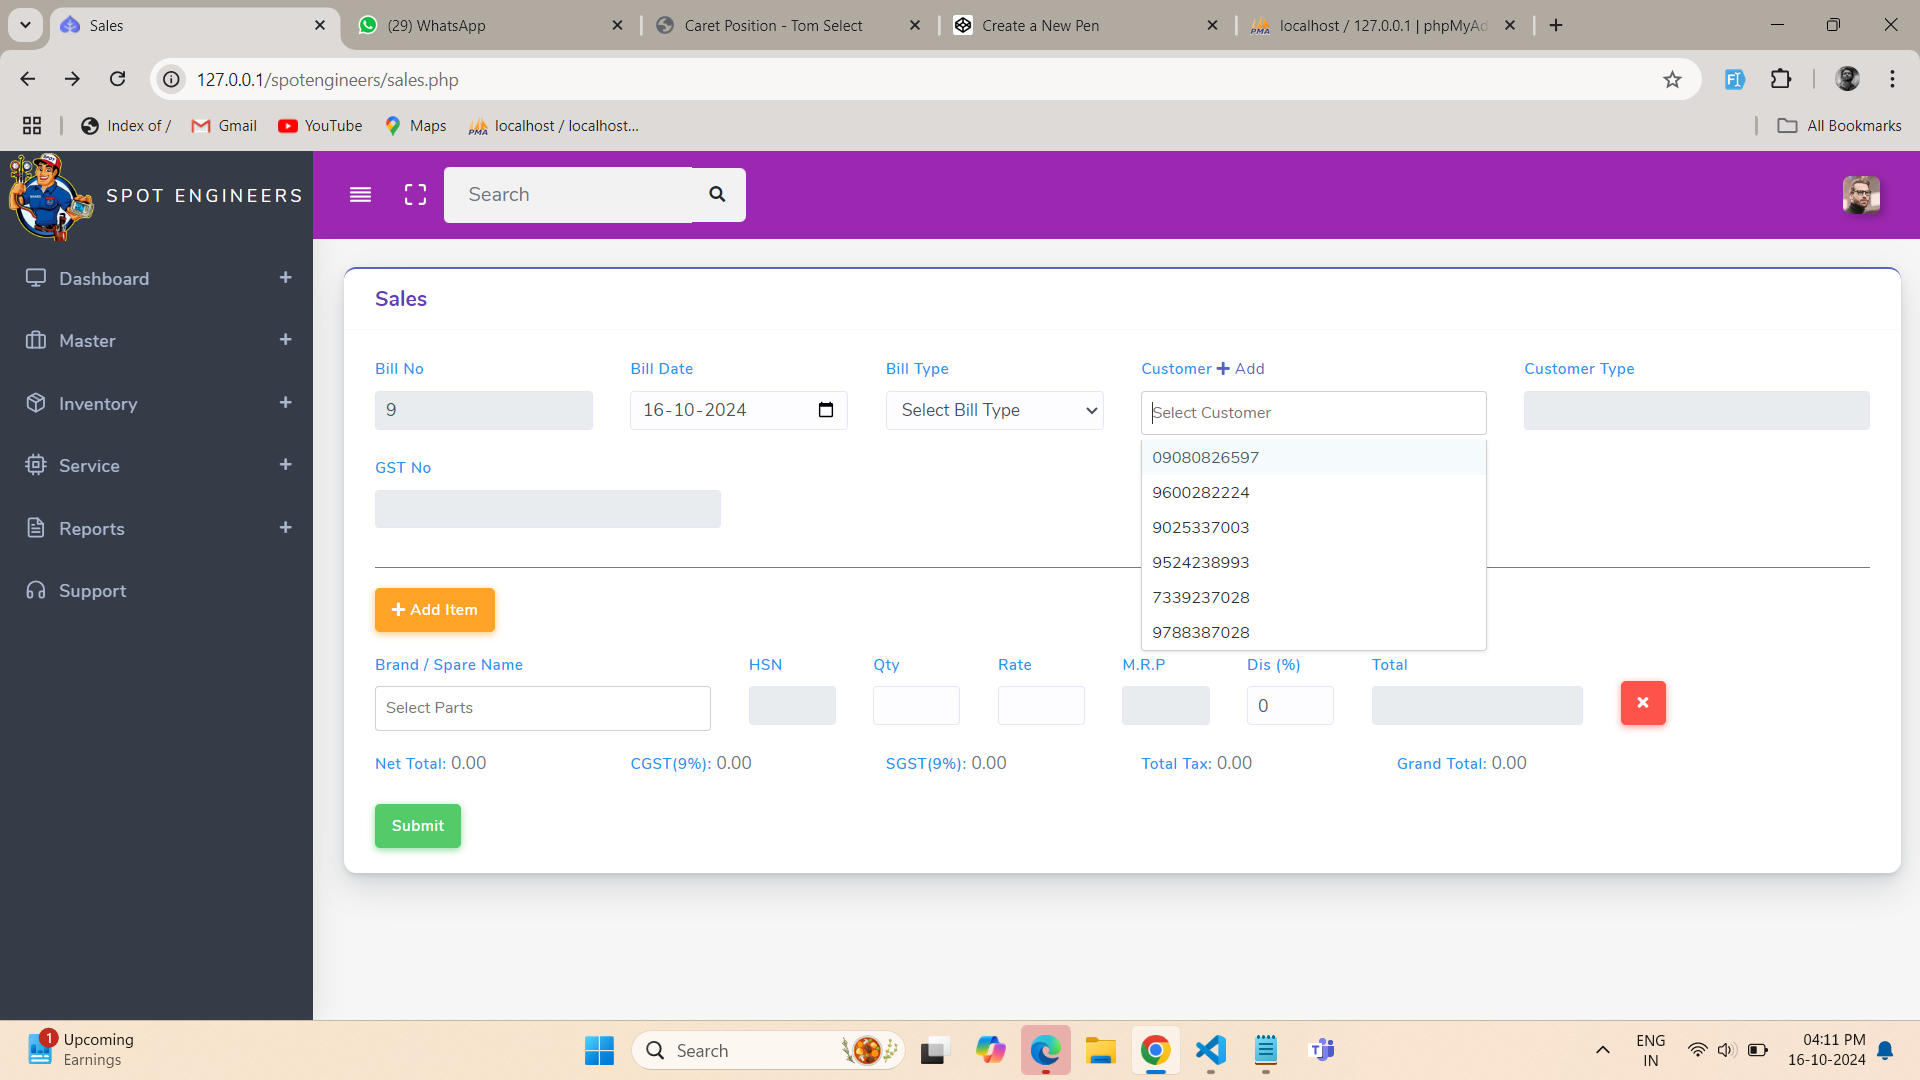 Sales
(29) WhatsApp
Caret Position - Tom Select
Create a New Pen
PMA
localhost / 127.0.0.1 | phpMyAd
127.0.0.1/spotengineers/sales.php
Index of /
Gmail
YouTube
Maps
PMA
localhost / localhost...
All Bookmarks
SPOT ENGINEERS
Search
Dashboard
Master
Inventory
Service
Reports
Support
Sales
Bill No
Bill Date
Bill Type
Customer + Add
Customer Type
9
16-10-2024
Select Bill Type
Select Customer
09080826597
9600282224
9025337003
9524238993
7339237028
9788387028
GST No
+ Add Item
Brand / Spare Name
HSN
Qty
Rate
M.R.P
Dis (%)
Total
Select Parts
0
Net Total: 0.00
CGST(9%): 0.00
SGST(9%): 0.00
Total Tax: 0.00
Grand Total: 0.00
Submit
1
Upcoming
Earnings
Search
ENG
IN
04:11 PM
16-10-2024